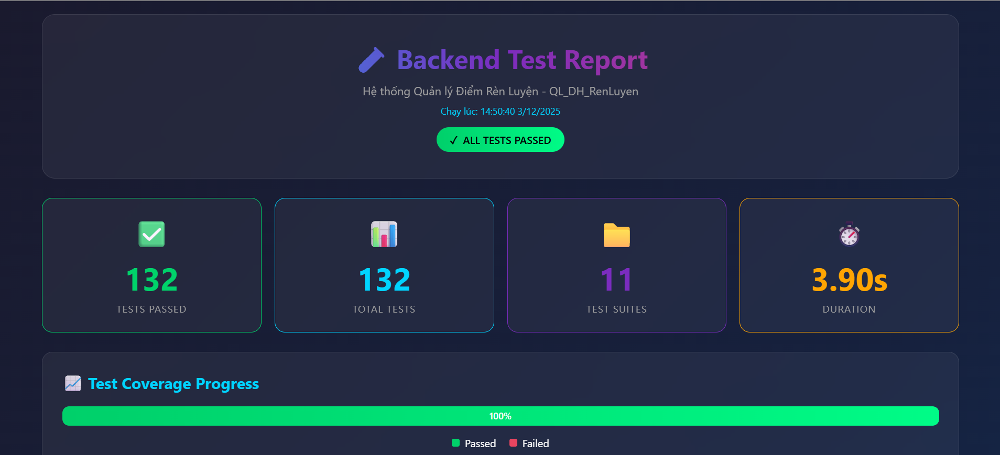 Backend Test Report
Hệ thống Quản lý Điểm Rèn Luyện - QL_DH_RenLuyen
Chạy lúc: 14:50:40 3/12/2025
✓ ALL TESTS PASSED
132
TESTS PASSED
132
TOTAL TESTS
11
TEST SUITES
3.90s
DURATION
Test Coverage Progress
100%
Passed Failed